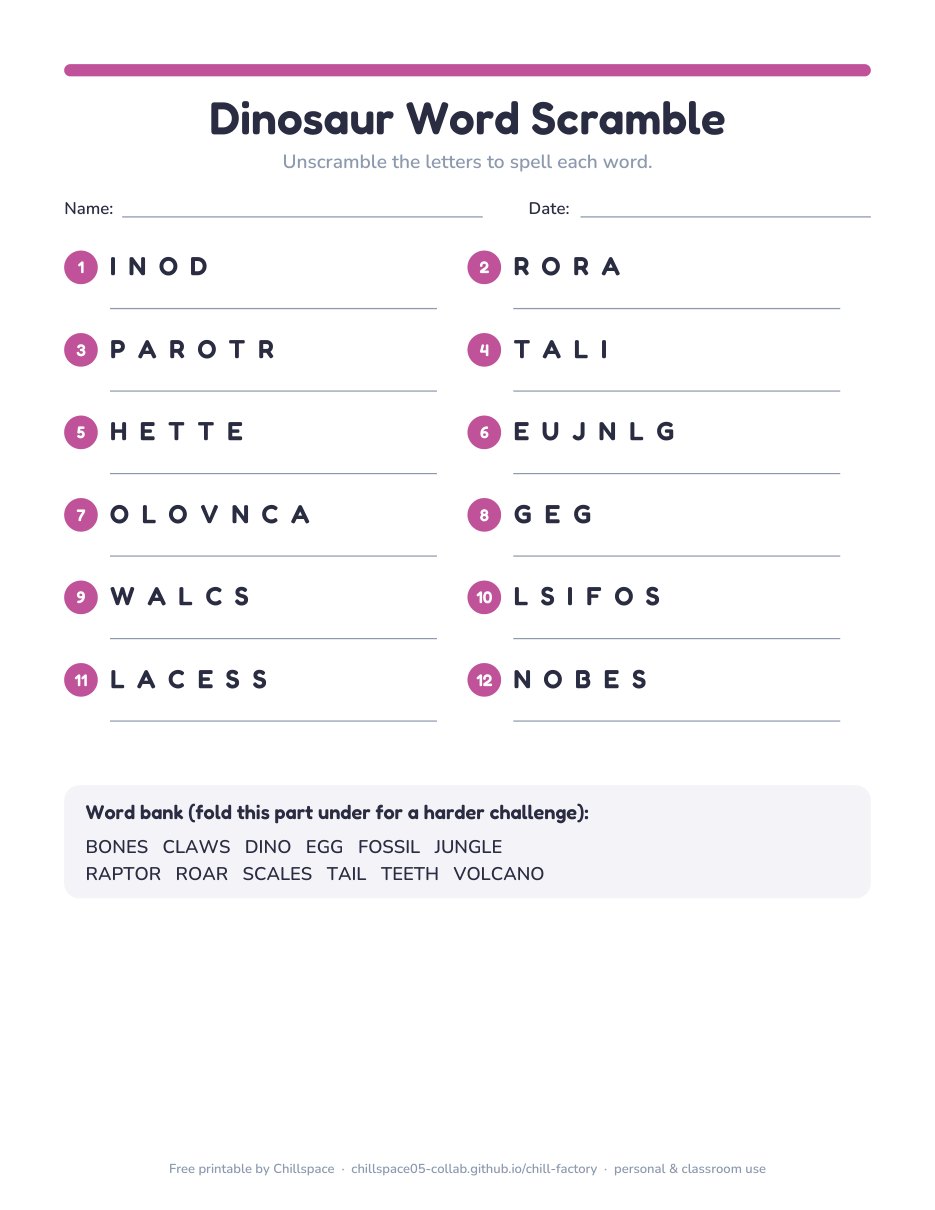 Dinosaur Word Scramble
Unscramble the letters to spell each word.
Name: Date:
1 I N O D
2 R O R A
3 P A R O T R
4 T A L I
5 H E T T E
6 E U J N L G
7 O L O V N C A
8 G E G
9 W A L C S
10 L S I F O S
11 L A C E S S
12 N O B E S
Word bank (fold this part under for a harder challenge):
BONES CLAWS DINO EGG FOSSIL JUNGLE
RAPTOR ROAR SCALES TAIL TEETH VOLCANO
Free printable by Chillspace · chillspace05-collab.github.io/chill-factory · personal & classroom use